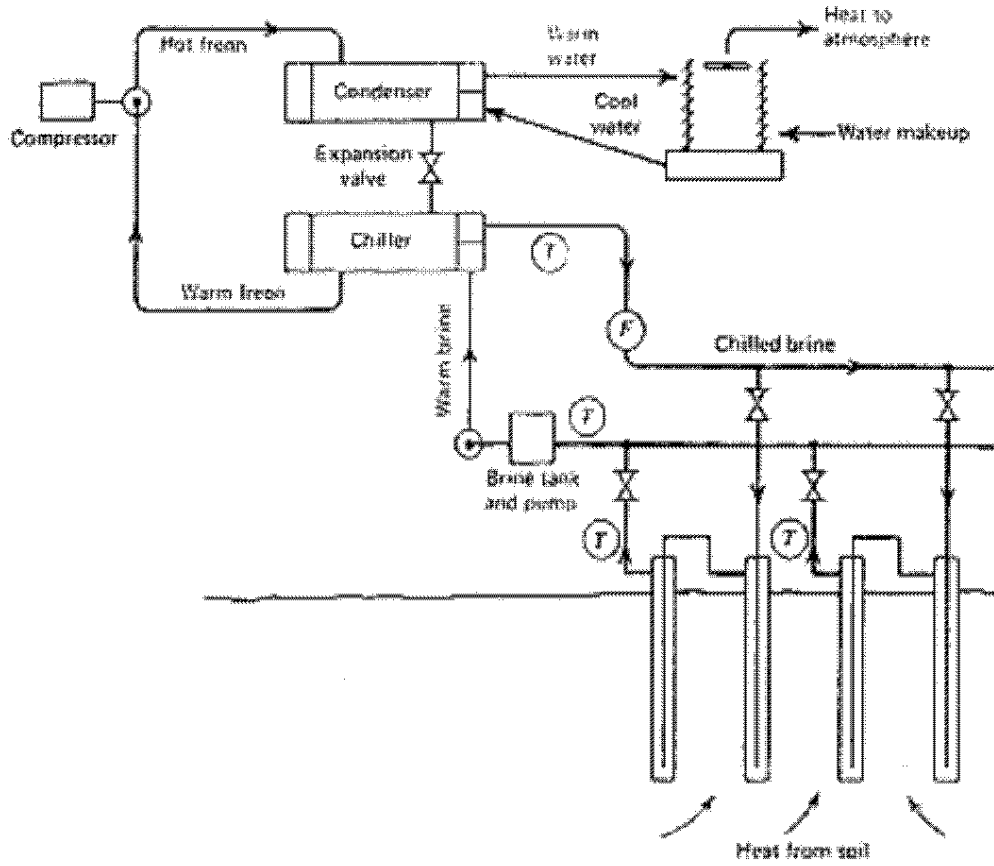 Hot freon
Warm
water
Heat to
atmosphere
Condenser
Compressor
Cool
water
Water makeup
Expansion
valve
Chiller
T
Warm freon
Warm brine
F
Chilled brine
F
Brine tank
and pump
T
T
Heat from soil